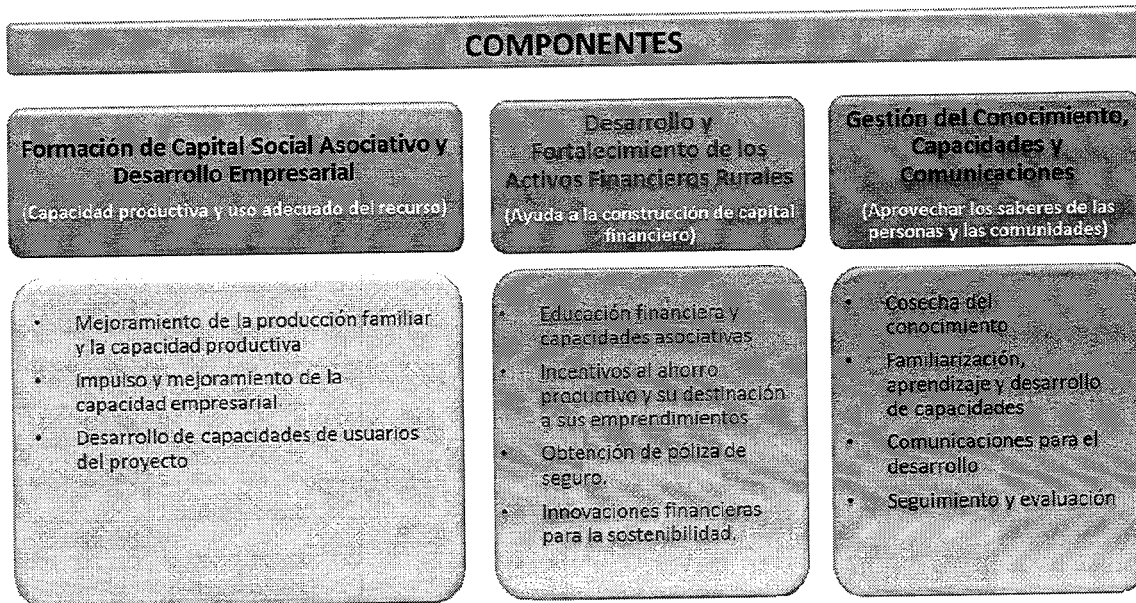 COMPONENTES
Formación de Capital Social Asociativo y
Desarrollo Empresarial
(Capacidad productiva y uso adecuado del recurso)
• Mejoramiento de la producción familiar
y la capacidad productiva
• Impulso y mejoramiento de la
capacidad empresarial
• Desarrollo de capacidades de usuarios
del proyecto
Desarrollo y
Fortalecimiento de los
Activos Financieros Rurales
(Ayuda a la construcción de capital
financiero)
• Educación financiera y
capacidades asociativas
• Incentivos al ahorro
productivo y su destinación
a sus emprendimientos
• Obtención de póliza de
seguro.
• Innovaciones financieras
para la sostenibilidad.
Gestión del Conocimiento,
Capacidades y
Comunicaciones
(Aprovechar los saberes de las
personas y las comunidades)
• Cosecha del
conocimiento
• Familiarización,
aprendizaje y desarrollo
de capacidades
• Comunicaciones para el
desarrollo
• Seguimiento y evaluación